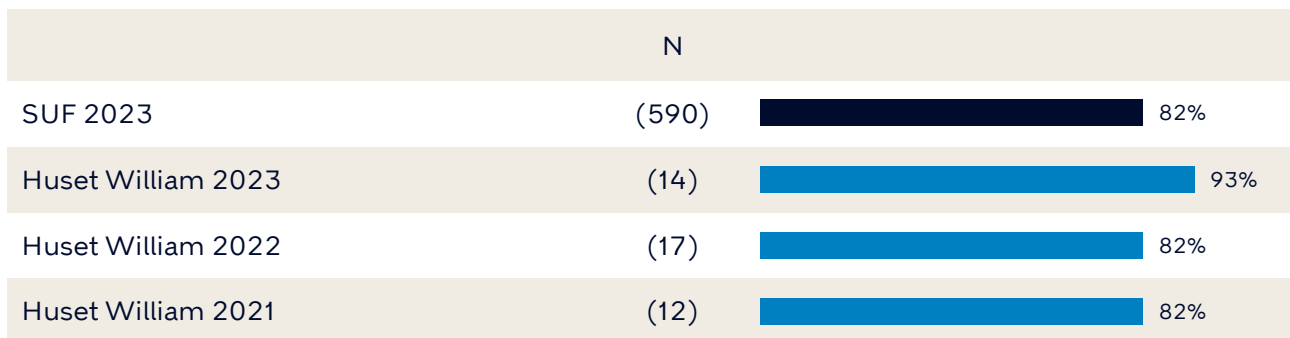 N
SUF 2023 (590) 82%
Huset William 2023 (14) 93%
Huset William 2022 (17) 82%
Huset William 2021 (12) 82%